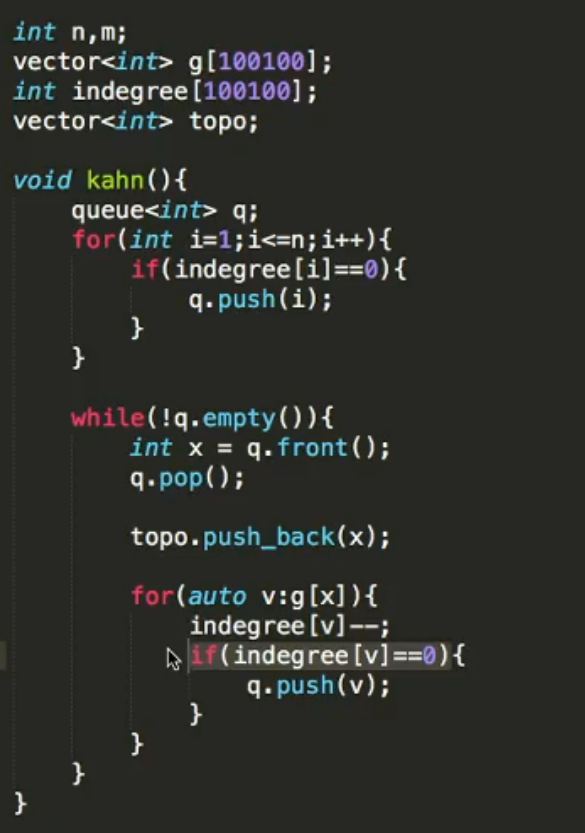 int n,m;
vector<int> g[100100];
int indegree[100100];
vector<int> topo;

void kahn(){
    queue<int> q;
    for(int i=1;i<=n;i++){
        if(indegree[i]==0){
            q.push(i);
        }
    }

    while(!q.empty()){
        int x = q.front();
        q.pop();

        topo.push_back(x);

        for(auto v:g[x]){
            indegree[v]--;
            if(indegree[v]==0){
                q.push(v);
            }
        }
    }
}